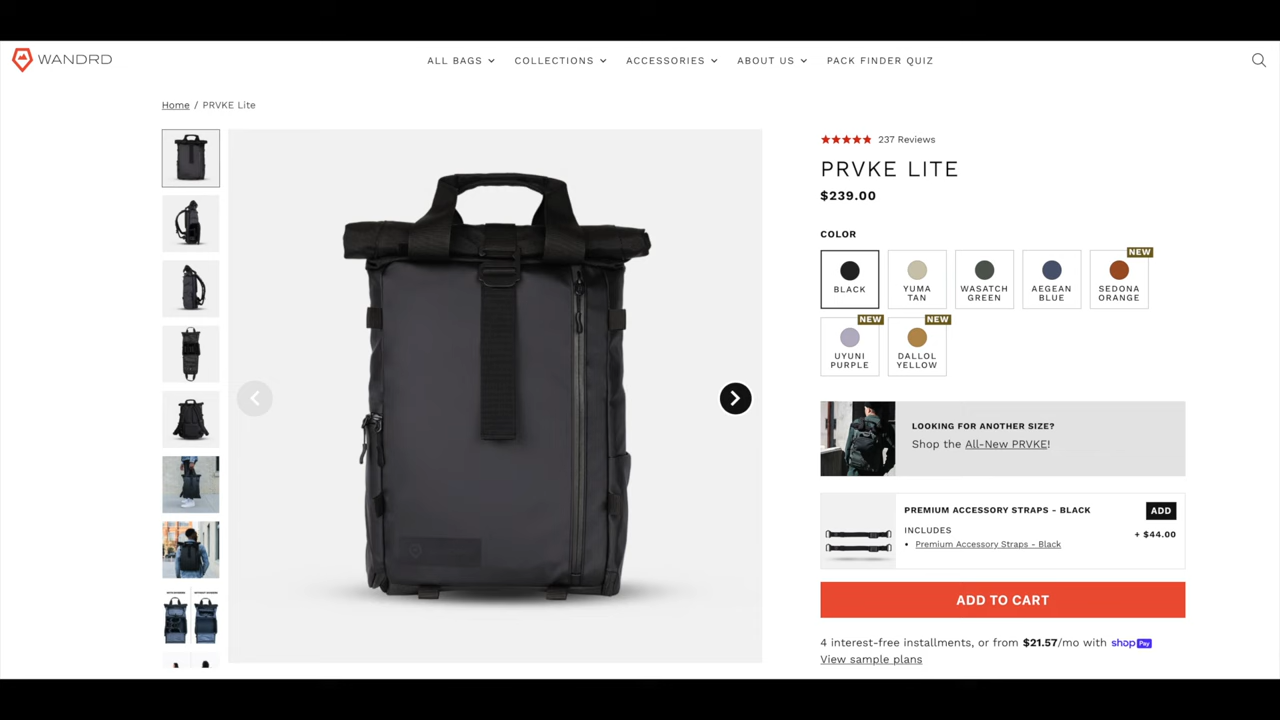 WANDRD
ALL BAGS
COLLECTIONS
ACCESSORIES
ABOUT US
PACK FINDER QUIZ
Home / PRVKE Lite
237 Reviews
PRVKE LITE
$239.00
COLOR
BLACK
YUMA
TAN
WASATCH
GREEN
AEGEAN
BLUE
NEW
SEDONA
ORANGE
NEW
UYUNI
PURPLE
NEW
DALLOL
YELLOW
LOOKING FOR ANOTHER SIZE?
Shop the All-New PRVKE!
PREMIUM ACCESSORY STRAPS - BLACK
ADD
INCLUDES
+ $44.00
• Premium Accessory Straps - Black
ADD TO CART
4 interest-free installments, or from $21.57/mo with shop Pay
View sample plans